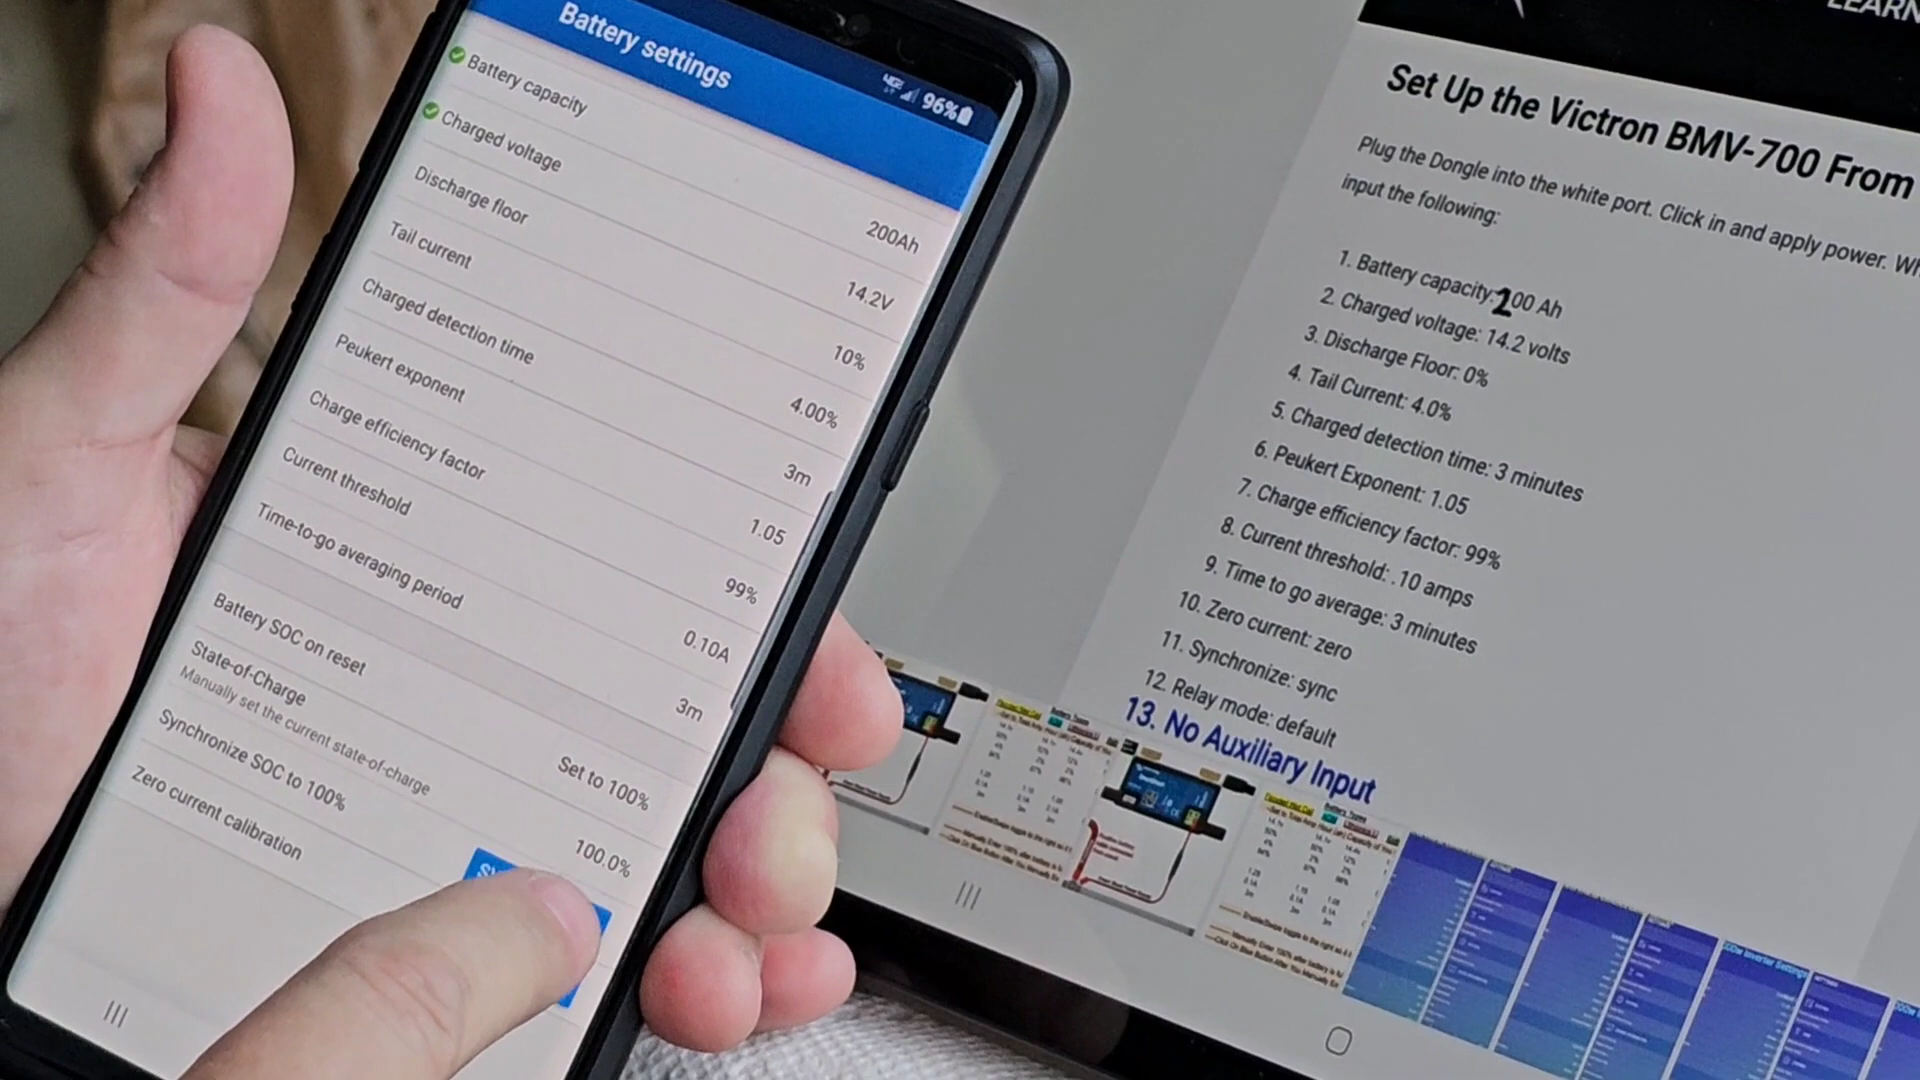 Battery settings
4GE 96%
Battery capacity
200Ah
Charged voltage
14.2V
Discharge floor
10%
Tail current
4.00%
Charged detection time
3m
Peukert exponent
1.05
Charge efficiency factor
99%
Current threshold
0.10A
Time-to-go averaging period
3m
Battery SOC on reset
Set to 100%
State-of-Charge
100.0%
Manually set the current state-of-charge
Synchronize SOC to 100%
Zero current calibration
LEARN
Set Up the Victron BMV-700 From
Plug the Dongle into the white port. Click in and apply power.
input the following:
1. Battery capacity: 200 Ah
2. Charged voltage: 14.2 volts
3. Discharge Floor: 0%
4. Tail Current: 4.0%
5. Charged detection time: 3 minutes
6. Peukert Exponent: 1.05
7. Charge efficiency factor: 99%
8. Current threshold: .10 amps
9. Time to go average: 3 minutes
10. Zero current: zero
11. Synchronize: sync
12. Relay mode: default
13. No Auxiliary Input